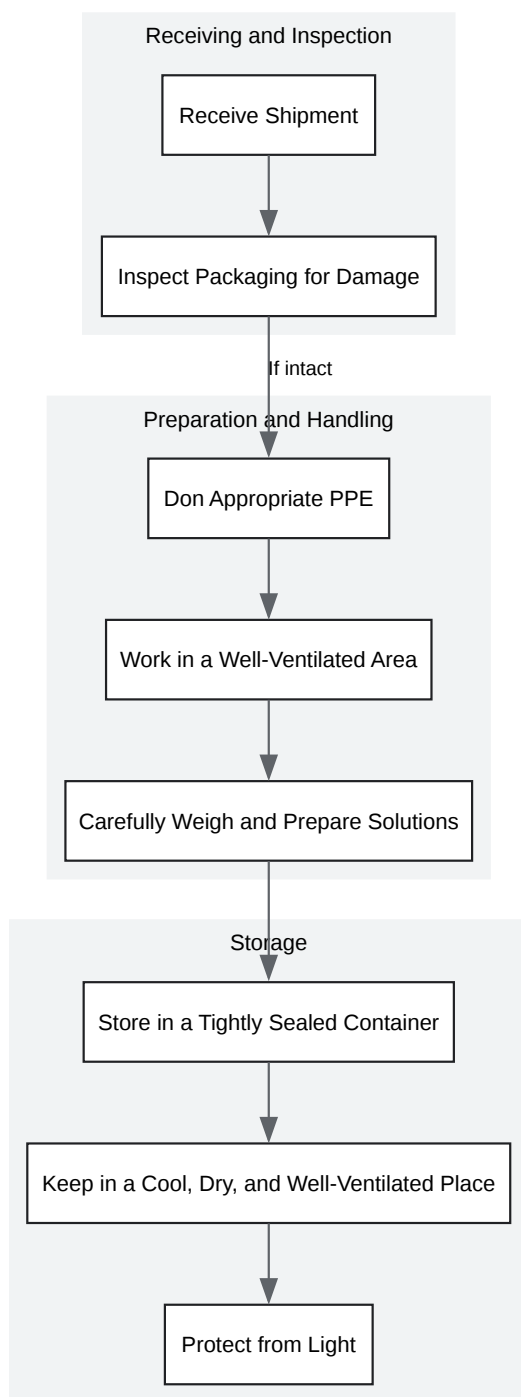 Receiving and Inspection
Receive Shipment
Inspect Packaging for Damage
If intact
Preparation and Handling
Don Appropriate PPE
Work in a Well-Ventilated Area
Carefully Weigh and Prepare Solutions
Storage
Store in a Tightly Sealed Container
Keep in a Cool, Dry, and Well-Ventilated Place
Protect from Light